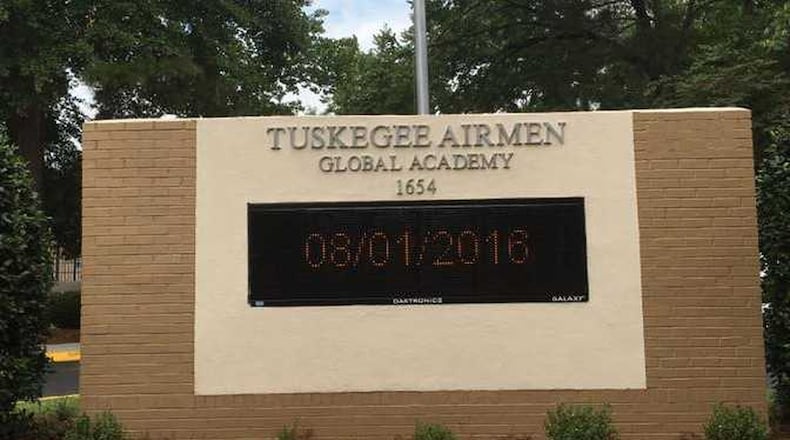 TUSKEGEE AIRMEN
GLOBAL ACADEMY
1654
08/01/2016
DAKTRONICS GALAXY